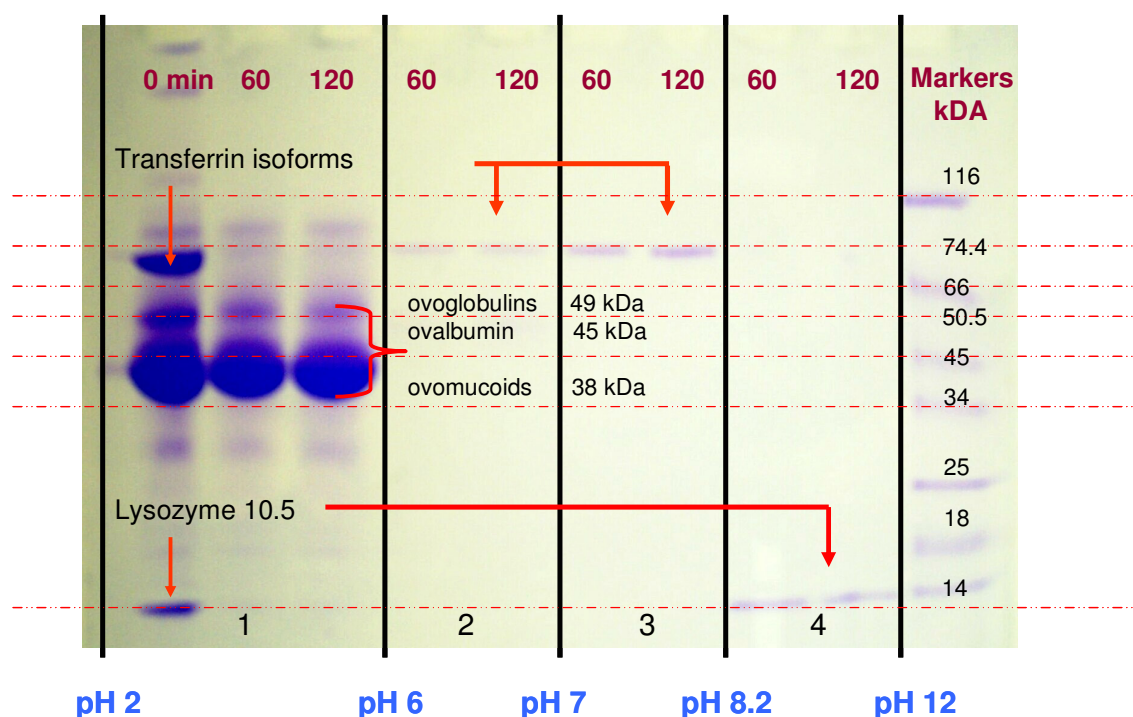 0 min 60 120 60 120 60 120 60 120 Markers
kDA
Transferrin isoforms
116
74.4
66
ovoglobulins 49 kDa
50.5
ovalbumin 45 kDa
45
ovomucoids 38 kDa
34
25
Lysozyme 10.5
18
14
1 2 3 4
pH 2 pH 6 pH 7 pH 8.2 pH 12